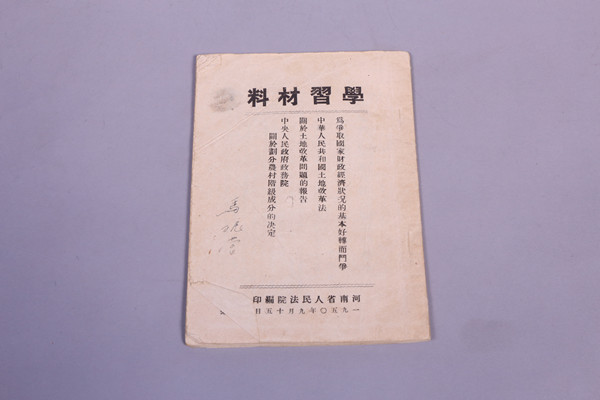 學習材料
爲爭取國家財政經濟狀況的基本好轉而鬥爭
中華人民共和國土地改革法
關於土地改革問題的報告
中央人民政府政務院
關於劃分農村階級成分的決定
河南省人民法院編印
一九五〇年九月十五日